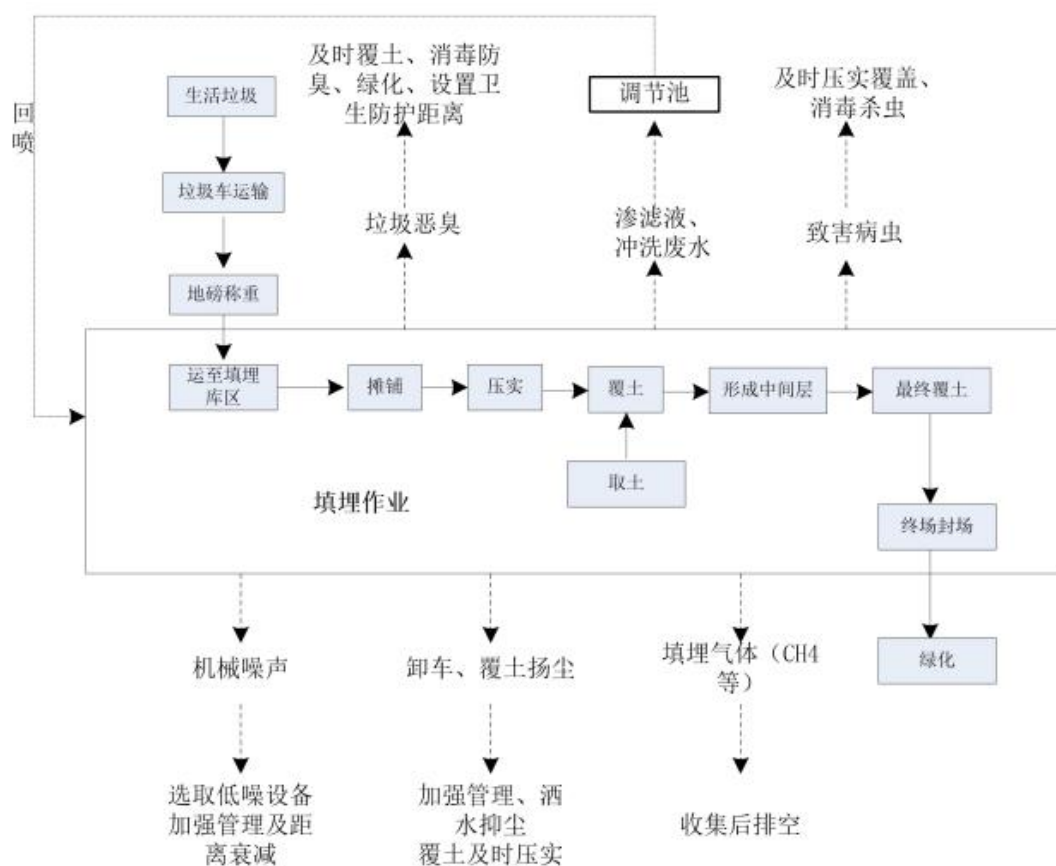 及时覆土、消毒防
臭、绿化、设置卫
生防护距离
生活垃圾
调节池
及时压实覆盖、
消毒杀虫
回
喷
垃圾车运输
垃圾恶臭
渗滤液、
冲洗废水
致害病虫
地磅称重
运至填埋
库区
摊铺
压实
覆土
形成中间层
最终覆土
取土
填埋作业
终场封场
机械噪声
卸车、覆土扬尘
填埋气体（CH4
等）
绿化
选取低噪设备
加强管理及距
离衰减
加强管理、洒
水抑尘
覆土及时压实
收集后排空